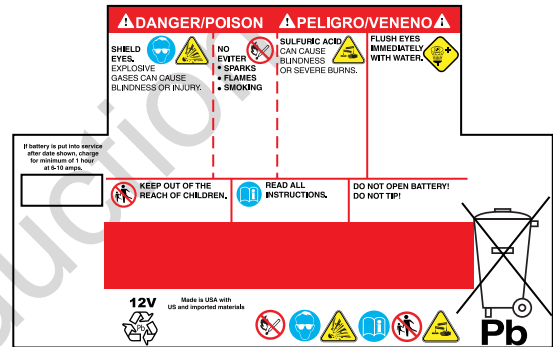 DANGER/POISON
PELIGRO/VENENO
SHIELD
EYES.
EXPLOSIVE
GASES CAN CAUSE
BLINDNESS OR INJURY.
NO
EVITER
• SPARKS
• FLAMES
• SMOKING
SULFURIC ACID
CAN CAUSE
BLINDNESS
OR SEVERE BURNS.
FLUSH EYES
IMMEDIATELY
WITH WATER.
If battery is put into service
after date shown, charge
for minimum of 1 hour
at 6-10 amps.
KEEP OUT OF THE
REACH OF CHILDREN.
READ ALL
INSTRUCTIONS.
DO NOT OPEN BATTERY!
DO NOT TIP!
12V
Pb
Made is USA with
US and imported materials
Pb
uction